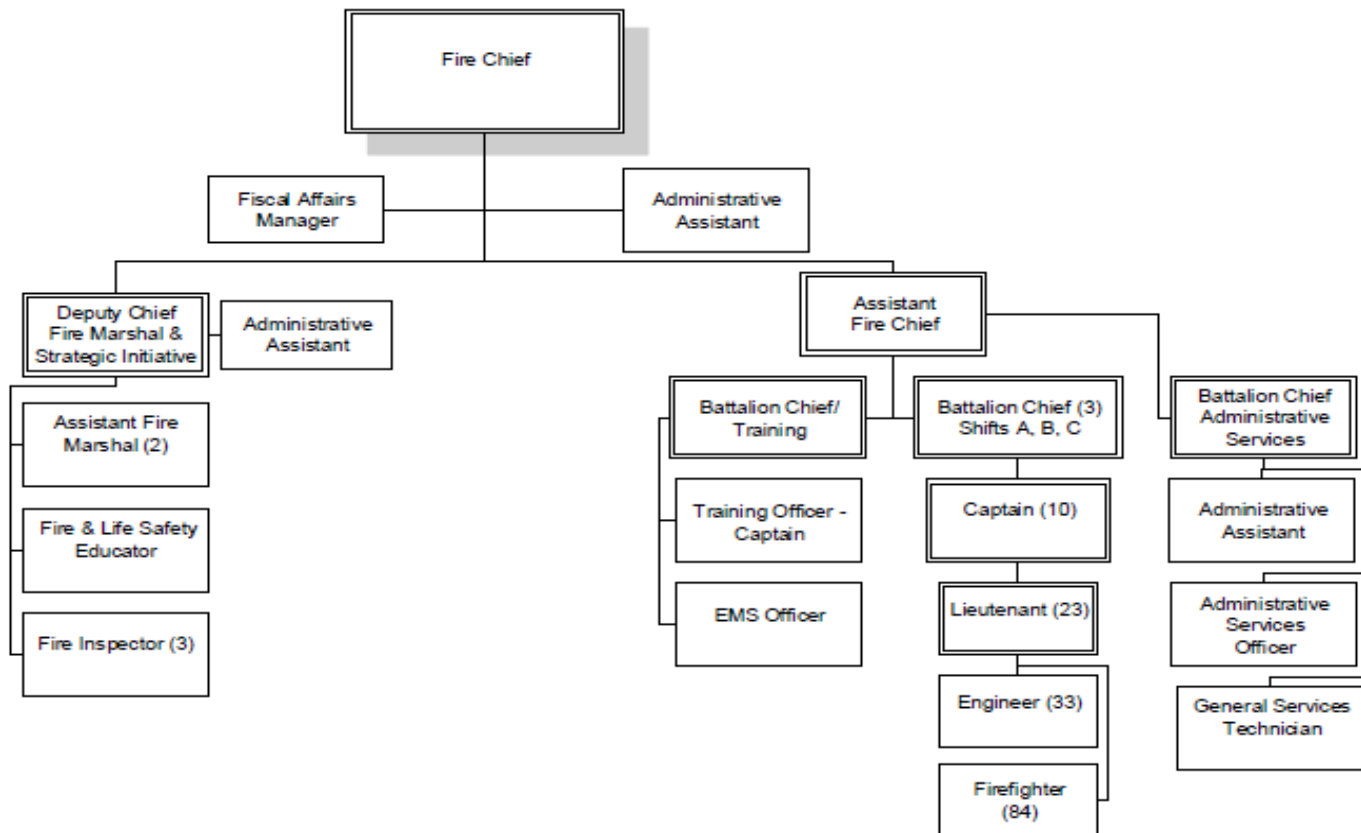 Fire Chief
Fiscal Affairs
Manager
Administrative
Assistant
Deputy Chief
Fire Marshal &
Strategic Initiative
Administrative
Assistant
Assistant
Fire Chief
Assistant Fire
Marshal (2)
Fire & Life Safety
Educator
Fire Inspector (3)
Battalion Chief/
Training
Training Officer -
Captain
EMS Officer
Battalion Chief (3)
Shifts A, B, C
Captain (10)
Lieutenant (23)
Engineer (33)
Firefighter
(84)
Battalion Chief
Administrative
Services
Administrative
Assistant
Administrative
Services
Officer
General Services
Technician